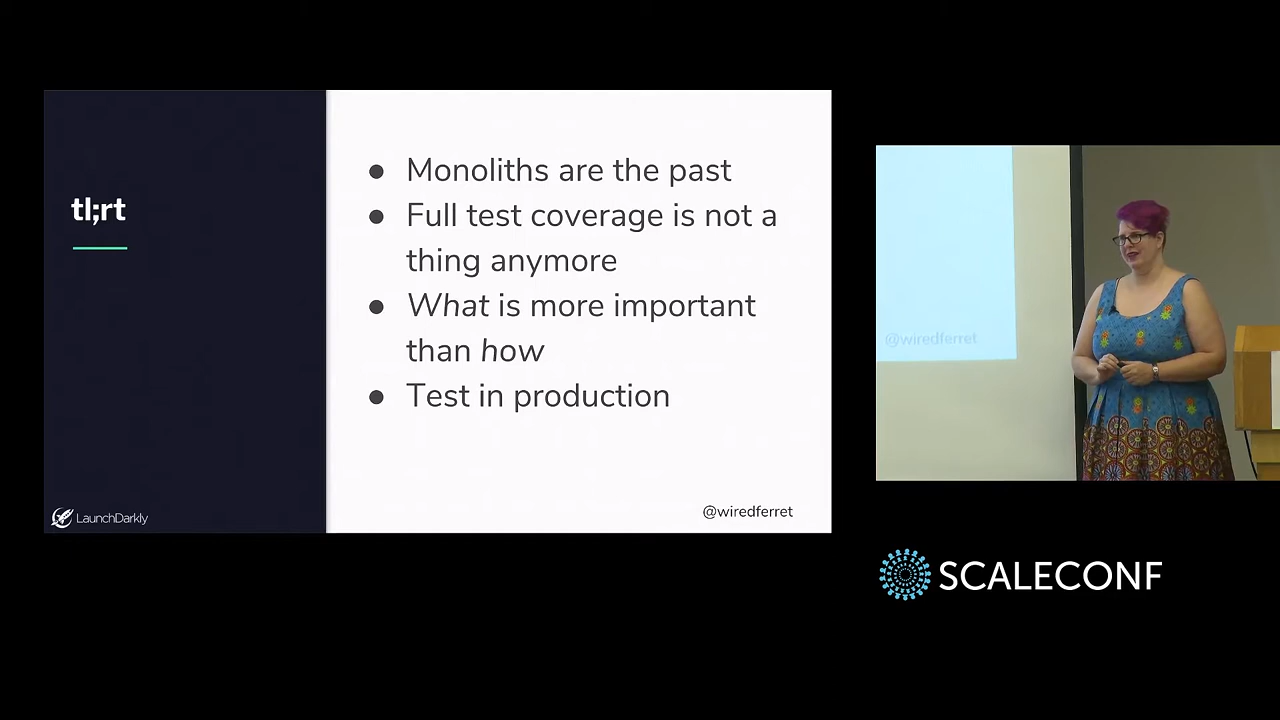 tl;rt
● Monoliths are the past
● Full test coverage is not a
thing anymore
● What is more important
than how
● Test in production
LaunchDarkly
@wiredferret
@wiredferret
SCALECONF